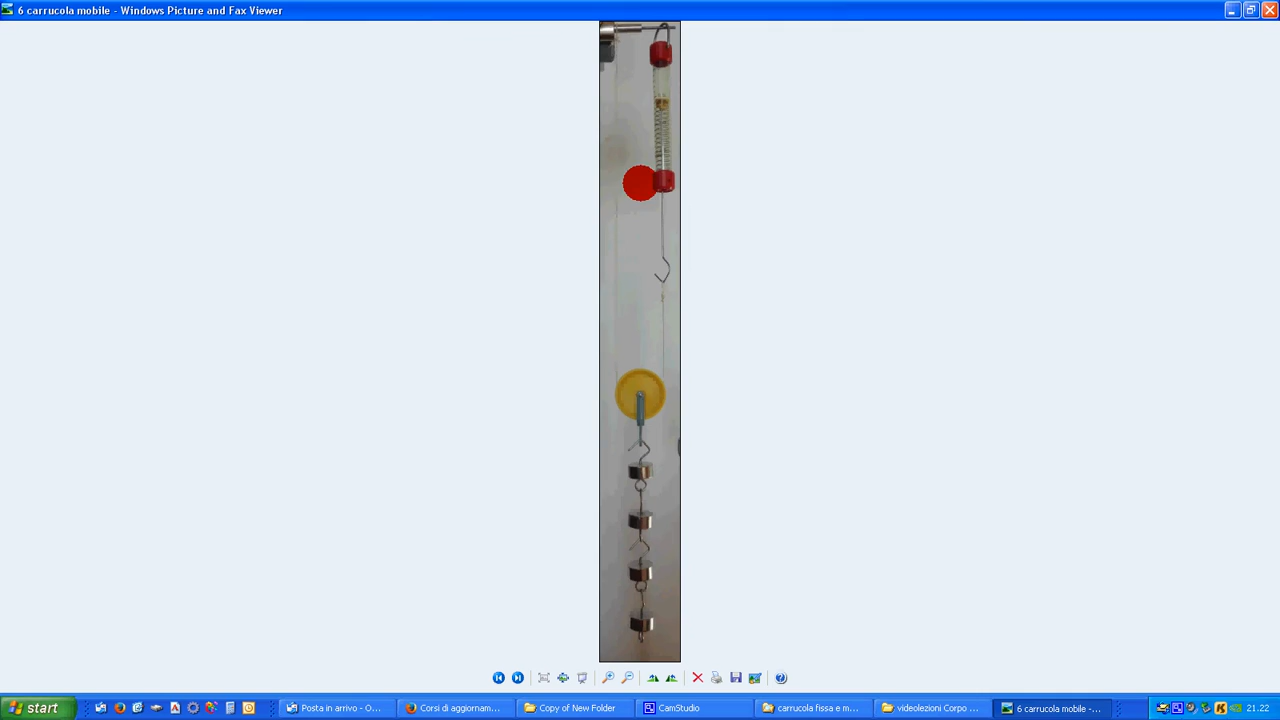 6 carrucola mobile - Windows Picture and Fax Viewer
start
Posta in arrivo - O...
Corsi di aggiornam...
Copy of New Folder
CamStudio
carrucola fissa e m...
videolezioni Corpo ...
6 carrucola mobile -...
21.22